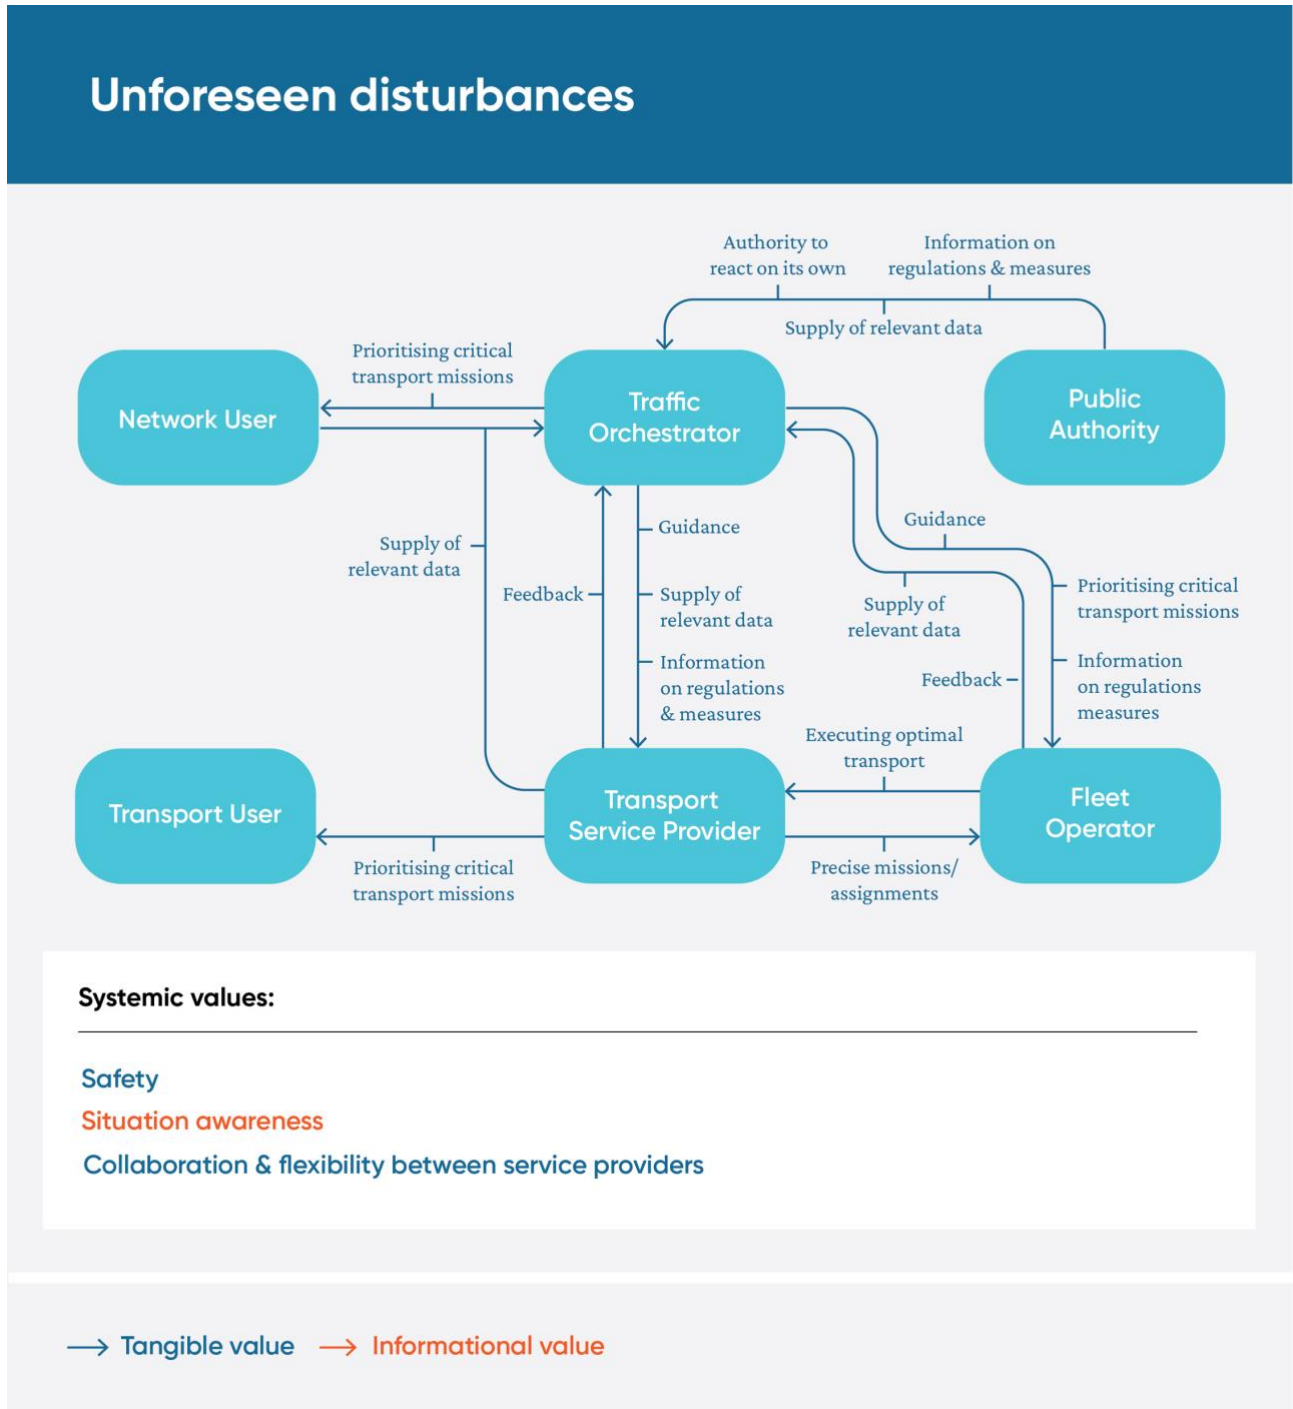 Unforeseen disturbances
Authority to
react on its own
Information on
regulations & measures
Supply of relevant data
Prioritising critical
transport missions
Network User
Traffic
Orchestrator
Public
Authority
Guidance
Supply of
relevant data
Feedback
Guidance
Supply of
relevant data
Information
on regulations
& measures
Supply of
relevant data
Feedback
Prioritising critical
transport missions
Information
on regulations
measures
Executing optimal
transport
Transport User
Transport
Service Provider
Fleet
Operator
Prioritising critical
transport missions
Precise missions/
assignments
Systemic values:
Safety
Situation awareness
Collaboration & flexibility between service providers
Tangible value
Informational value